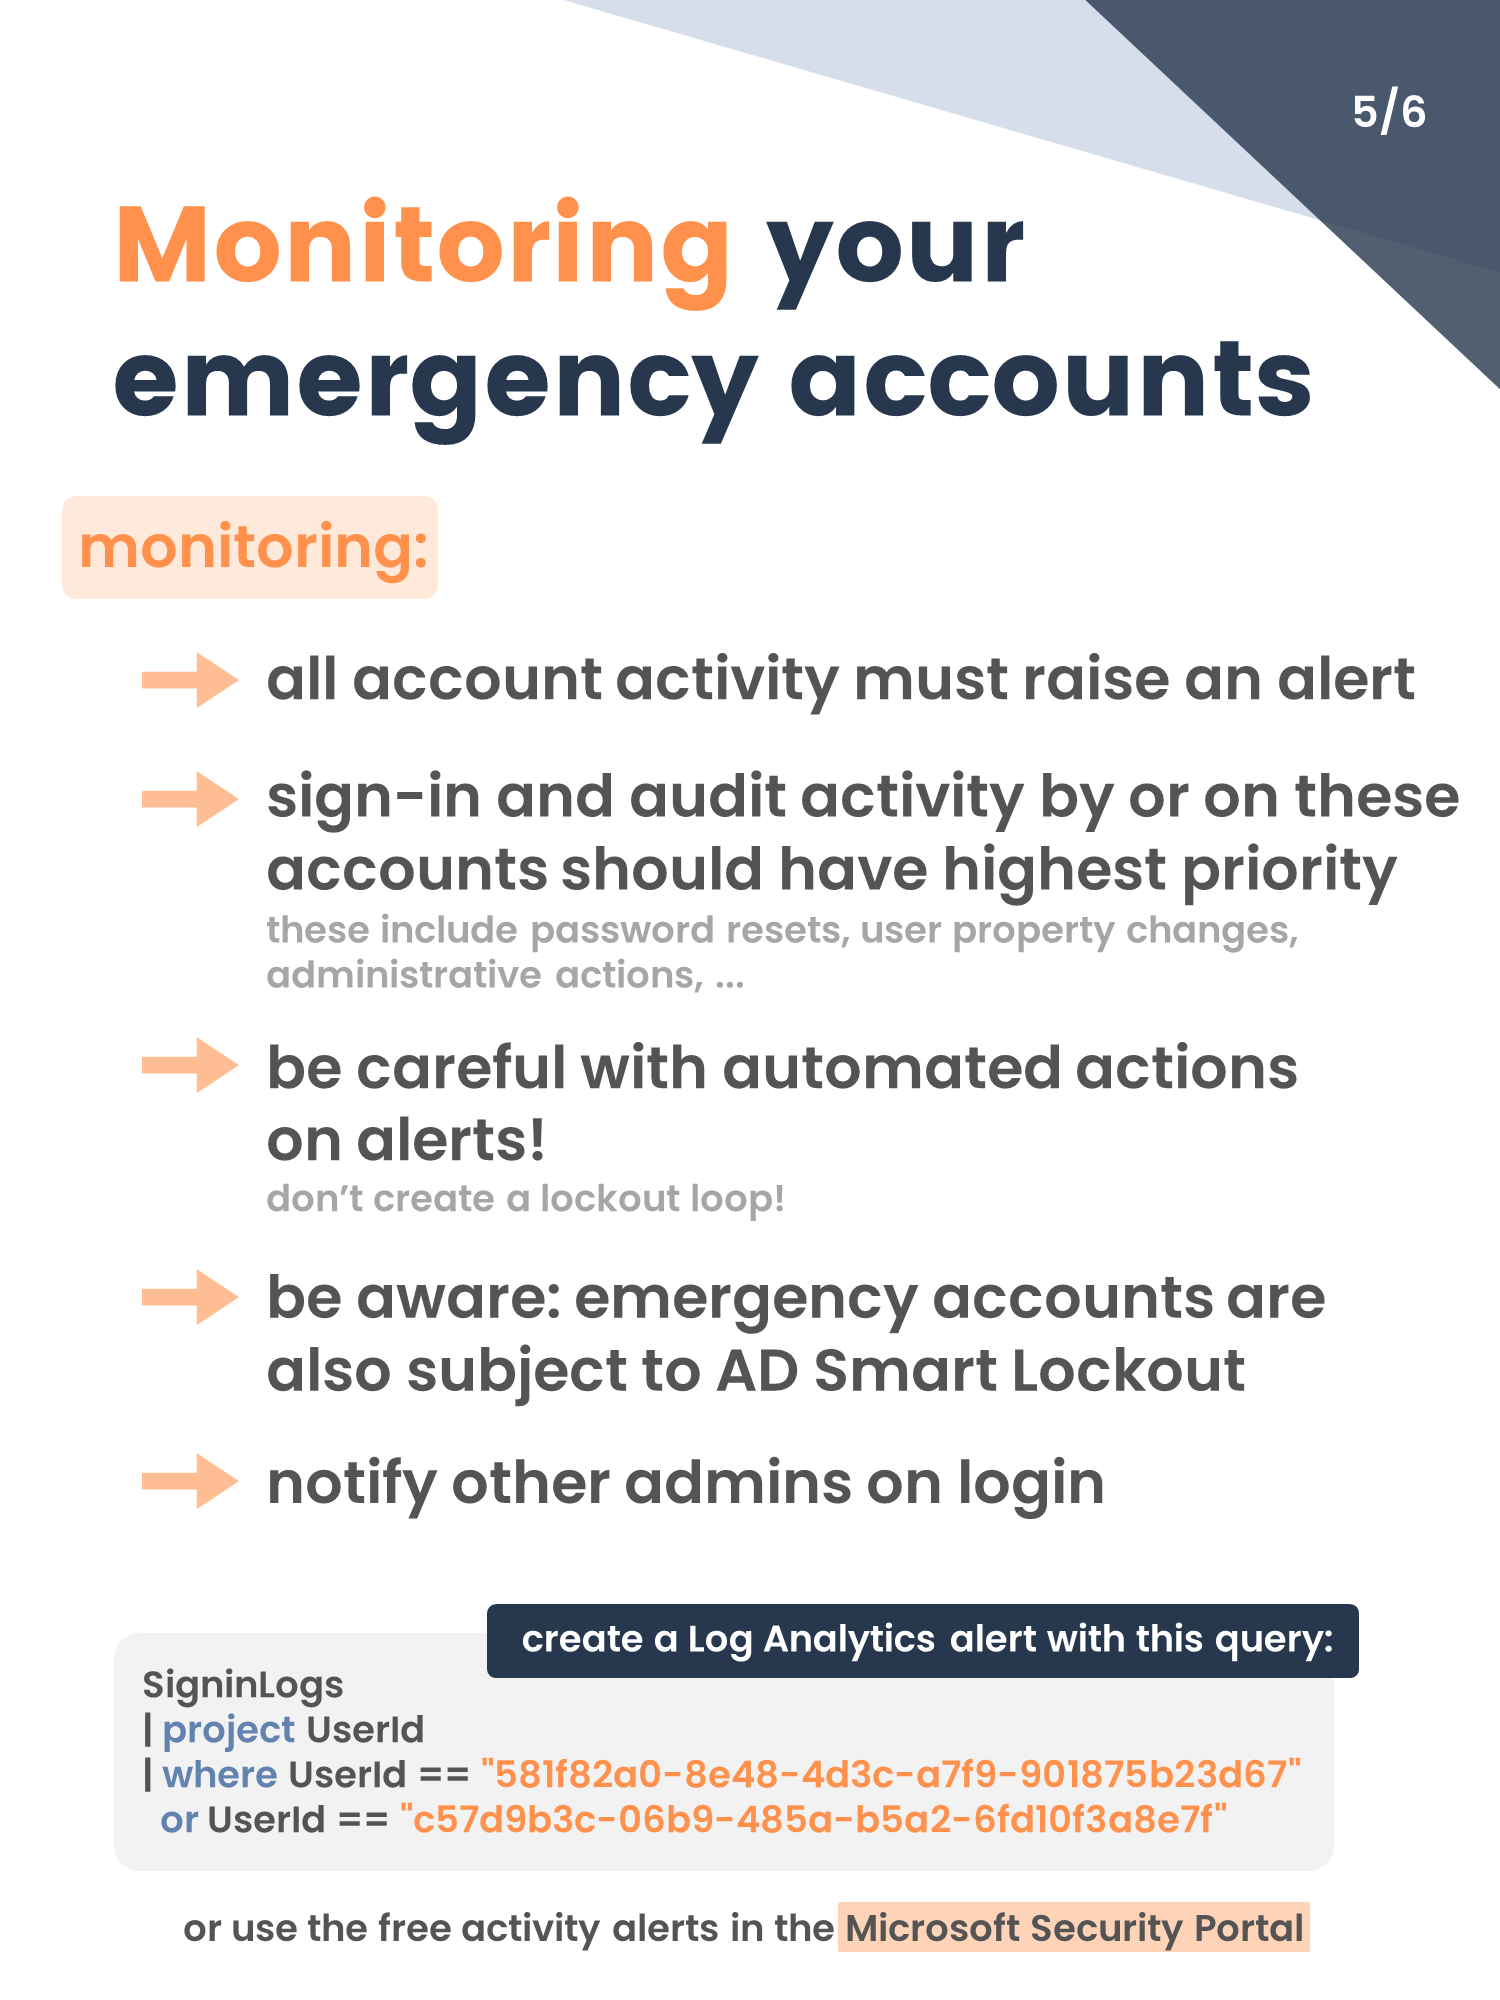 5/6
Monitoring your
emergency accounts
monitoring:
all account activity must raise an alert
sign-in and audit activity by or on these
accounts should have highest priority
these include password resets, user property changes,
administrative actions, ...
be careful with automated actions
on alerts!
don't create a lockout loop!
be aware: emergency accounts are
also subject to AD Smart Lockout
notify other admins on login
create a Log Analytics alert with this query:
SigninLogs
| project UserId
| where UserId == "581f82a0-8e48-4d3c-a7f9-901875b23d67"
or UserId == "c57d9b3c-06b9-485a-b5a2-6fd10f3a8e7f"
or use the free activity alerts in the Microsoft Security Portal